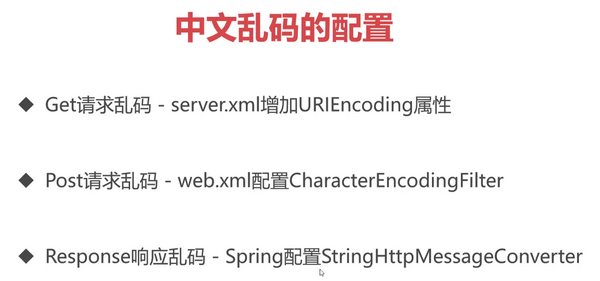 中文乱码的配置
◆ Get请求乱码 - server.xml增加URIEncoding属性
◆ Post请求乱码 - web.xml配置CharacterEncodingFilter
◆ Response响应乱码 - Spring配置StringHttpMessageConverter